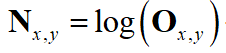 N_{x,y} = log(O_{x,y})